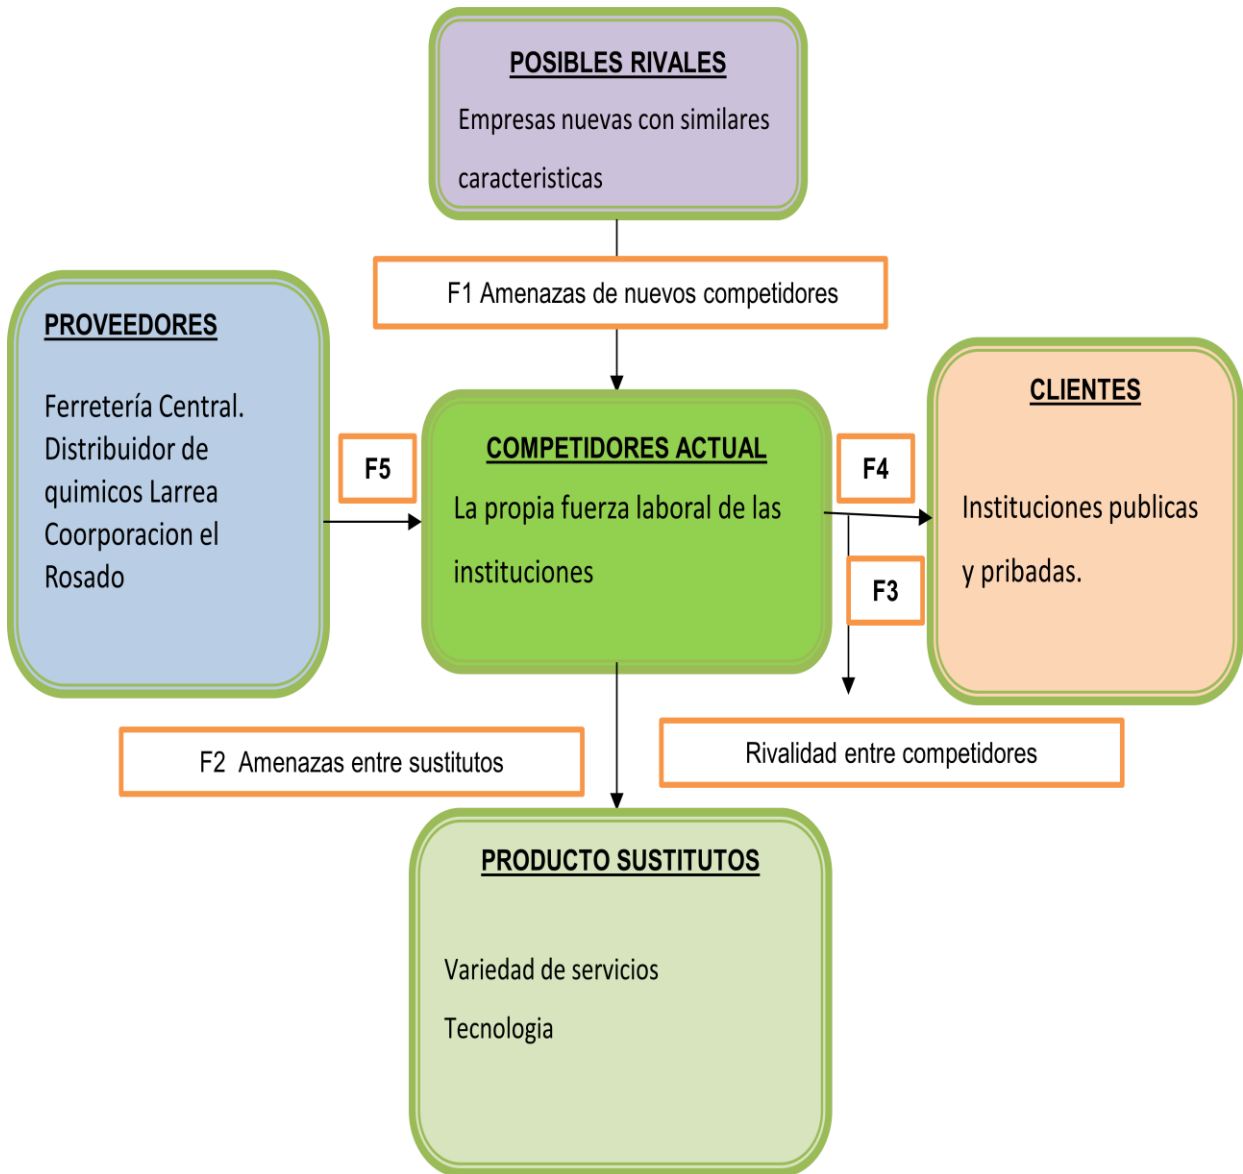 POSIBLES RIVALES
Empresas nuevas con similares
caracteristicas
F1 Amenazas de nuevos competidores
PROVEEDORES
Ferretería Central.
Distribuidor de
quimicos Larrea
Coorporacion el
Rosado
F5
COMPETIDORES ACTUAL
La propia fuerza laboral de las
instituciones
F4
F3
CLIENTES
Instituciones publicas
y pribadas.
F2 Amenazas entre sustitutos
Rivalidad entre competidores
PRODUCTO SUSTITUTOS
Variedad de servicios
Tecnologia